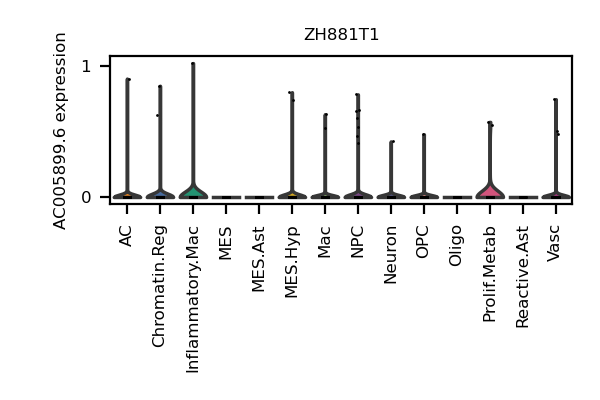 ZH881T1
AC005899.6 expression
1
0
AC
Chromatin.Reg
Inflammatory.Mac
MES
MES.Ast
MES.Hyp
Mac
NPC
Neuron
OPC
Oligo
Prolif.Metab
Reactive.Ast
Vasc